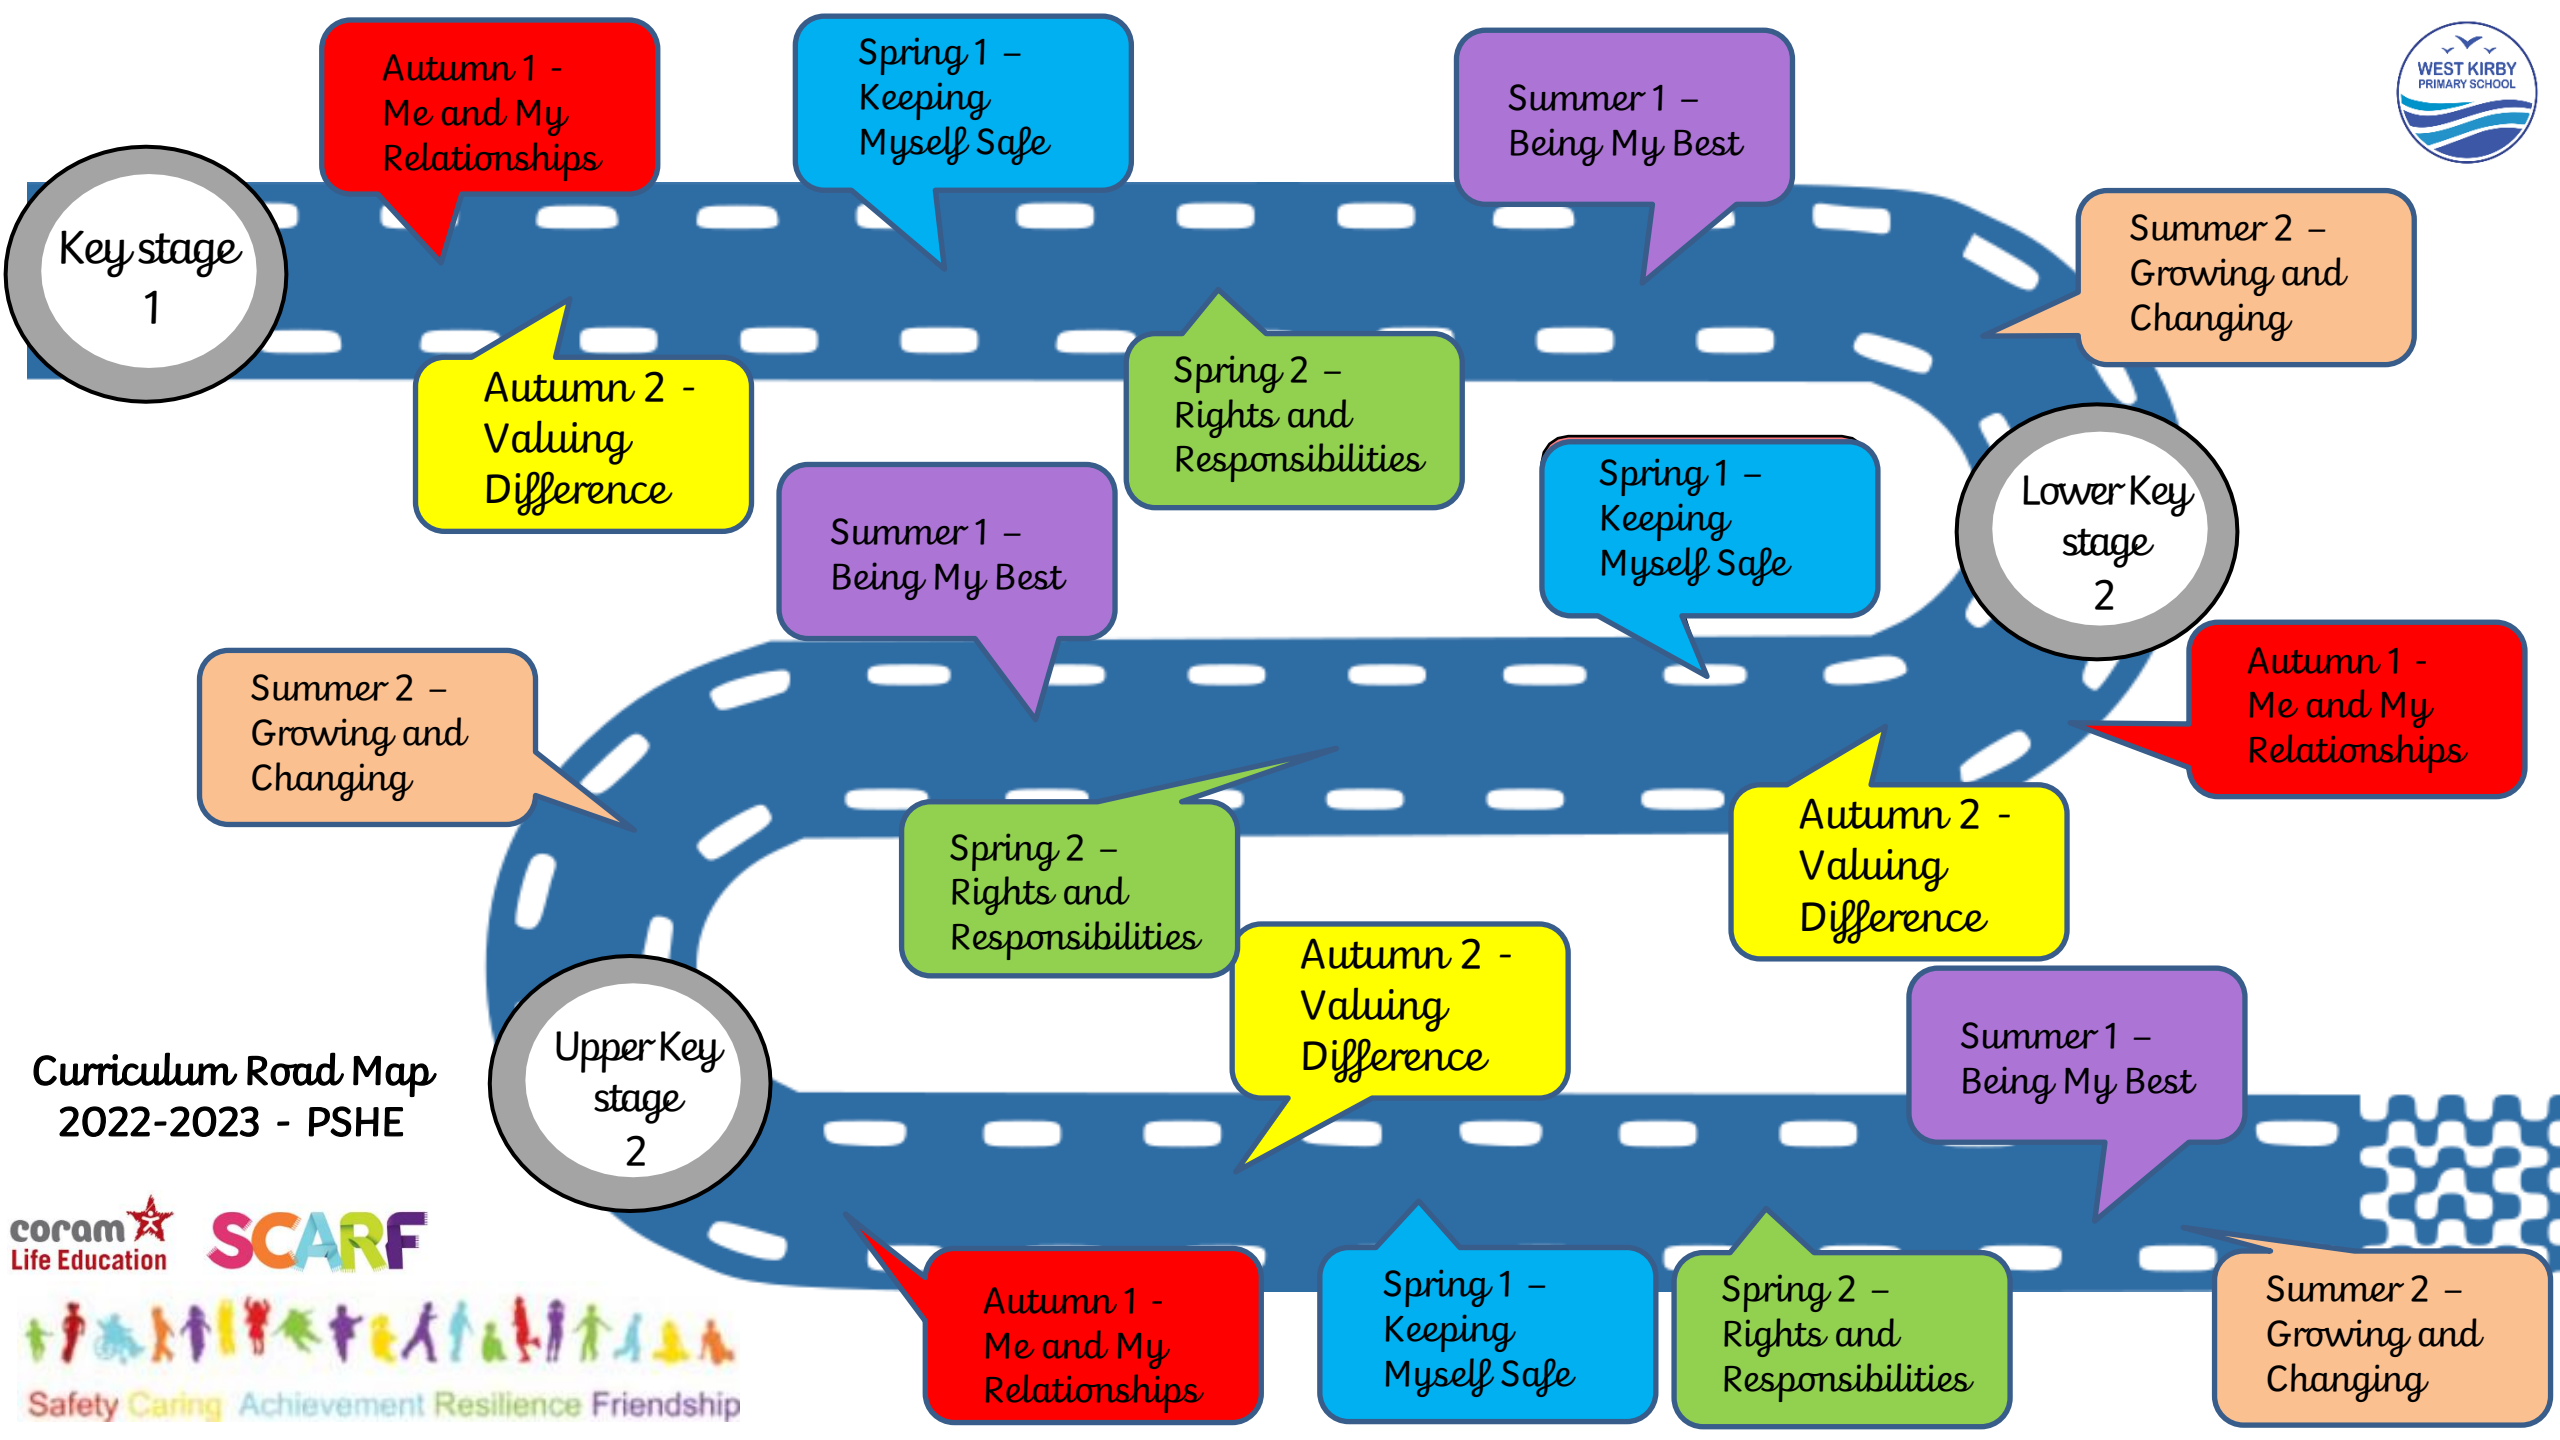 WEST KIRBY
PRIMARY SCHOOL
Key stage
1
Autumn 1 -
Me and My
Relationships
Autumn 2 -
Valuing
Difference
Spring 1 –
Keeping
Myself Safe
Spring 2 –
Rights and
Responsibilities
Summer 1 –
Being My Best
Summer 2 –
Growing and
Changing
Lower Key
stage
2
Autumn 1 -
Me and My
Relationships
Autumn 2 -
Valuing
Difference
Spring 1 –
Keeping
Myself Safe
Spring 2 –
Rights and
Responsibilities
Summer 1 –
Being My Best
Summer 2 –
Growing and
Changing
Upper Key
stage
2
Autumn 1 -
Me and My
Relationships
Autumn 2 -
Valuing
Difference
Spring 1 –
Keeping
Myself Safe
Spring 2 –
Rights and
Responsibilities
Summer 1 –
Being My Best
Summer 2 –
Growing and
Changing
Curriculum Road Map
2022-2023 - PSHE
coram
Life Education
SCARF
Safety Caring Achievement Resilience Friendship